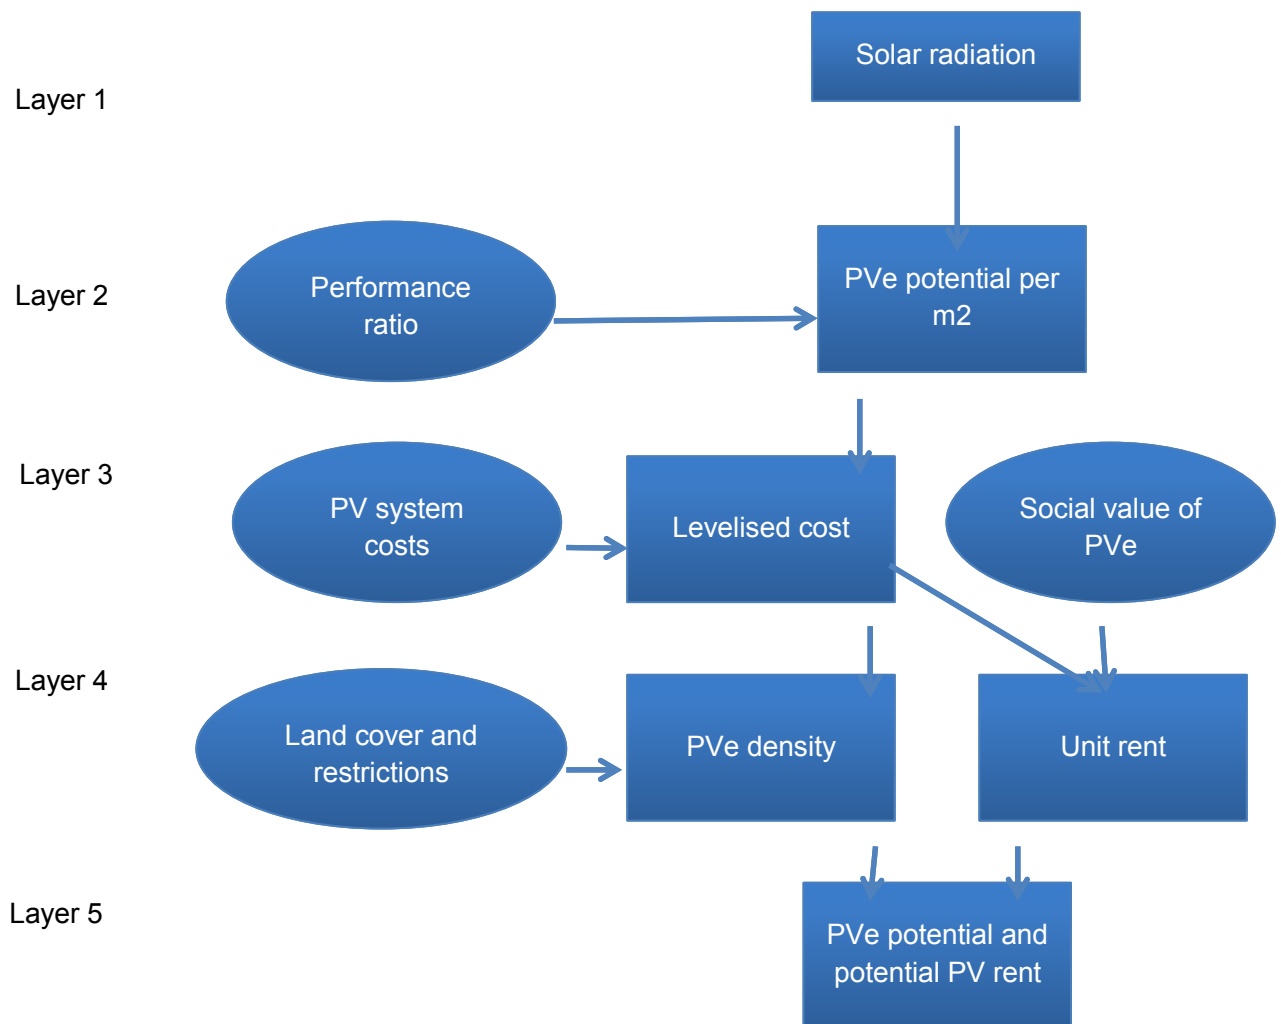 Solar radiation
Layer 1
Performance
ratio
PVe potential per
m2
Layer 2
Layer 3
PV system
costs
Levelised cost
Social value of
PVe
Layer 4
Land cover and
restrictions
PVe density
Unit rent
Layer 5
PVe potential and
potential PV rent